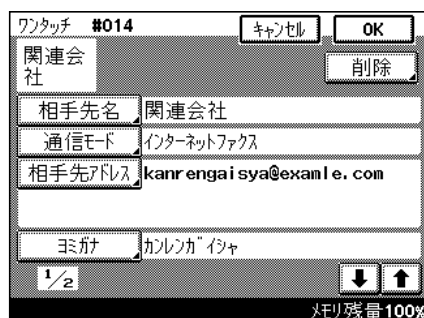 ワンタッチ #014 キャンセル OK
関連会
社
削除
相手先名 関連会社
通信モード インターネットファクス
相手先アドレス kanrengaisya@examle.com
ヨミガナ カンレンガイシャ
1/2
メモリ残量100%